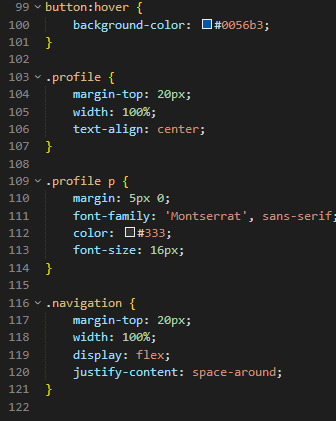 99 button:hover {
100 background-color: #0056b3;
101 }
102
103 .profile {
104 margin-top: 20px;
105 width: 100%;
106 text-align: center;
107 }
108
109 .profile p {
110 margin: 5px 0;
111 font-family: 'Montserrat', sans-serif;
112 color: #333;
113 font-size: 16px;
114 }
115
116 .navigation {
117 margin-top: 20px;
118 width: 100%;
119 display: flex;
120 justify-content: space-around;
121 }
122